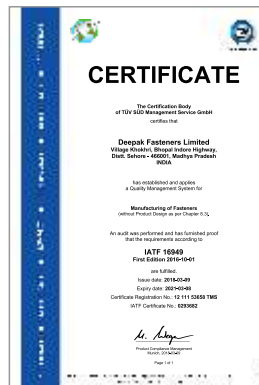 CERTIFICATE
The Certification Body
of TÜV SÜD Management Service GmbH
certifies that
Deepak Fasteners Limited
Village Khokhri, Bhopal Indore Highway,
Distt. Sehore - 466001, Madhya Pradesh
INDIA
has established and applies
a Quality Management System for
Manufacturing of Fasteners
(without Product Design as per Chapter 8.3).
An audit was performed and has furnished proof
that the requirements according to
IATF 16949
First Edition 2016-10-01
are fulfilled.
Issue date: 2018-03-09
Expiry date: 2021-03-08
Certificate Registration No.: 12 111 53658 TMS
IATF Certificate No.: 0293682
Product Compliance Management
Munich,
Page 1 of 1